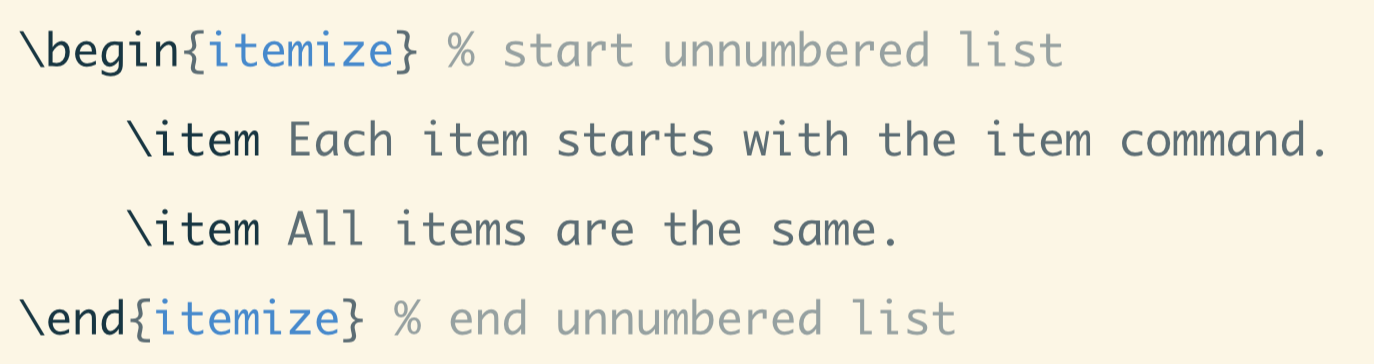 \begin{itemize} % start unnumbered list
\item Each item starts with the item command.
\item All items are the same.
\end{itemize} % end unnumbered list